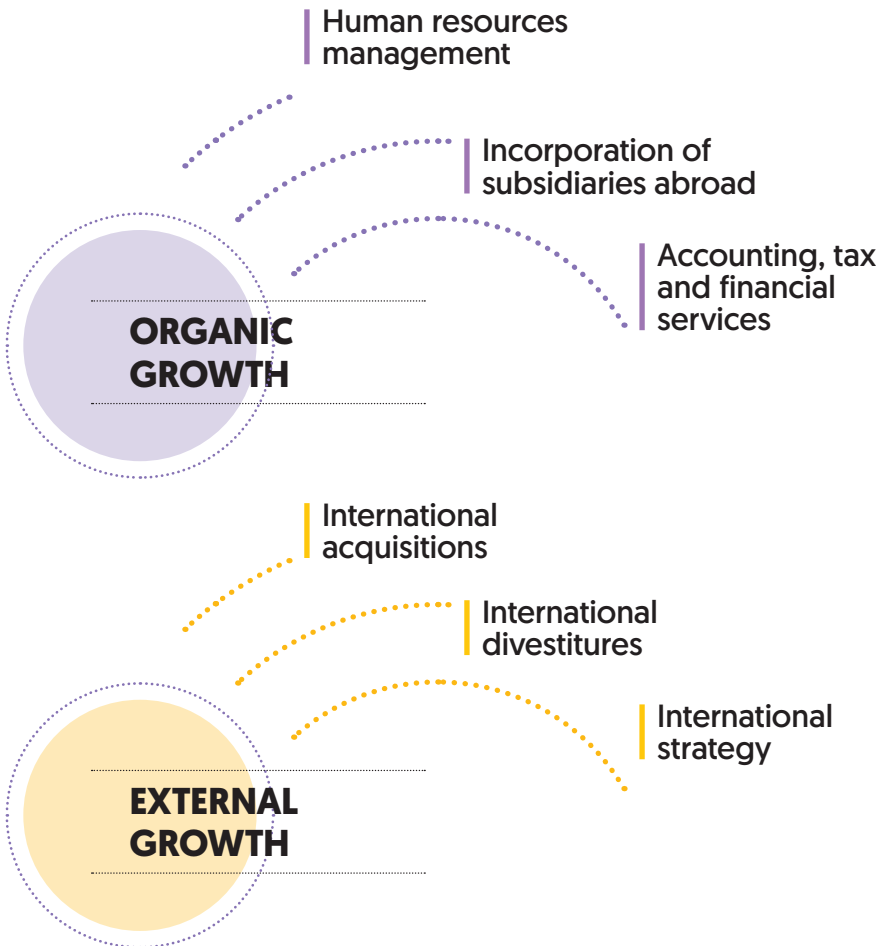 Human resources
management
Incorporation of
subsidiaries abroad
Accounting, tax
and financial
services
ORGANIC
GROWTH
International
acquisitions
International
divestitures
International
strategy
EXTERNAL
GROWTH